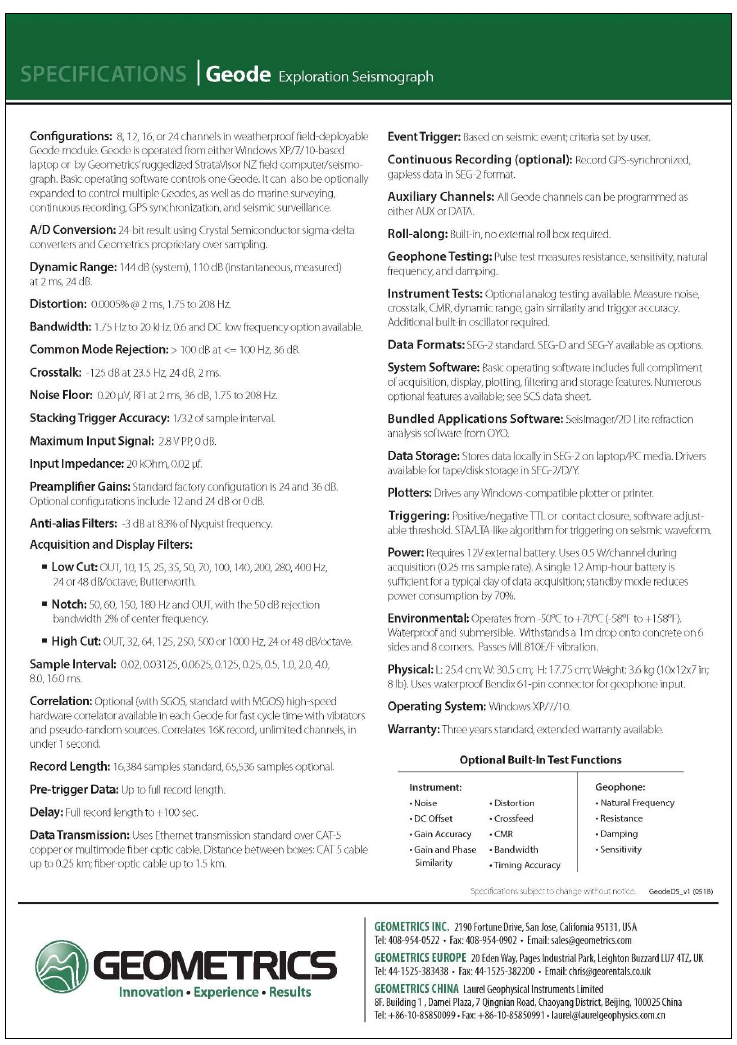 SPECIFICATIONS | Geode Exploration Seismograph
Configurations: 8, 12, 16, or 24 channels in weatherproof field-deployable
Geode module. Geode is operated from either Windows XP/7/10-based
laptop or by Geometrics' ruggedized StrataVisor NZ field computer/seismo-
graph. Basic operating software controls one Geode. It can also be optionally
expanded to control multiple Geodes, as well as do marine surveying,
continuous recording, GPS synchronization, and seismic surveillance.
A/D Conversion: 24-bit result using Crystal Semiconductor sigma-delta
converters and Geometrics proprietary over sampling.
Dynamic Range: 144 dB (system), 110 dB (instantaneous, measured)
at 2 ms, 24 dB.
Distortion: 0.0005% @ 2 ms, 1.75 to 208 Hz.
Bandwidth: 1.75 Hz to 20 kHz. 0.6 and DC low frequency option available.
Common Mode Rejection: > 100 dB at <= 100 Hz, 36 dB.
Crosstalk: -125 dB at 23.5 Hz, 24 dB, 2 ms.
Noise Floor: 0.20 µV, RFI at 2 ms, 36 dB, 1.75 to 208 Hz.
Stacking Trigger Accuracy: 1/32 of sample interval.
Maximum Input Signal: 2.8 V PP, 0 dB.
Input Impedance: 20 kOhm, 0.02 µf.
Preamplifier Gains: Standard factory configuration is 24 and 36 dB.
Optional configurations include 12 and 24 dB or 0 dB.
Anti-alias Filters: -3 dB at 83% of Nyquist frequency.
Acquisition and Display Filters:
▪ Low Cut: OUT, 10, 15, 25, 35, 50, 70, 100, 140, 200, 280, 400 Hz,
24 or 48 dB/octave, Butterworth.
▪ Notch: 50, 60, 150, 180 Hz and OUT, with the 50 dB rejection
bandwidth 2% of center frequency.
▪ High Cut: OUT, 32, 64, 125, 250, 500 or 1000 Hz, 24 or 48 dB/octave.
Sample Interval: 0.02, 0.03125, 0.0625, 0.125, 0.25, 0.5, 1.0, 2.0, 4.0,
8.0, 16.0 ms.
Correlation: Optional (with SGOS, standard with MGOS) high-speed
hardware correlator available in each Geode for fast cycle time with vibrators
and pseudo-random sources. Correlates 16K record, unlimited channels, in
under 1 second.
Record Length: 16,384 samples standard, 65,536 samples optional.
Pre-trigger Data: Up to full record length.
Delay: Full record length to +100 sec.
Data Transmission: Uses Ethernet transmission standard over CAT-5
copper or multimode fiber-optic cable. Distance between boxes: CAT 5 cable
up to 0.25 km; fiber-optic cable up to 1.5 km.
Event Trigger: Based on seismic event; criteria set by user.
Continuous Recording (optional): Record GPS-synchronized,
gapless data in SEG-2 format.
Auxiliary Channels: All Geode channels can be programmed as
either AUX or DATA.
Roll-along: Built-in, no external roll box required.
Geophone Testing: Pulse test measures resistance, sensitivity, natural
frequency, and damping.
Instrument Tests: Optional analog testing available. Measure noise,
crosstalk, CMR, dynamic range, gain similarity and trigger accuracy.
Additional built-in oscillator required.
Data Formats: SEG-2 standard. SEG-D and SEG-Y available as options.
System Software: Basic operating software includes full compliment
of acquisition, display, plotting, filtering and storage features. Numerous
optional features available; see SCS data sheet.
Bundled Applications Software: SeisImager/2D Lite refraction
analysis software from OYO.
Data Storage: Stores data locally in SEG-2 on laptop/PC media. Drivers
available for tape/disk storage in SEG-2/D/Y.
Plotters: Drives any Windows-compatible plotter or printer.
Triggering: Positive/negative TTL or contact closure, software adjust-
able threshold. STA/LTA-like algorithm for triggering on seismic waveform.
Power: Requires 12V external battery. Uses 0.5 W/channel during
acquisition (0.25 ms sample rate). A single 12 Amp-hour battery is
sufficient for a typical day of data acquisition; standby mode reduces
power consumption by 70%.
Environmental: Operates from -50°C to +70°C (-58°F to +158°F).
Waterproof and submersible. Withstands a 1m drop onto concrete on 6
sides and 8 corners. Passes MIL 810E/F vibration.
Physical: L: 25.4 cm; W: 30.5 cm; H: 17.75 cm; Weight: 3.6 kg (10x12x7 in;
8 lb). Uses waterproof Bendix 61-pin connector for geophone input.
Operating System: Windows XP/7/10.
Warranty: Three years standard, extended warranty available.
Optional Built-In Test Functions
Instrument:
• Noise
• DC Offset
• Gain Accuracy
• Gain and Phase
Similarity
• Distortion
• Crossfeed
• CMR
• Bandwidth
• Timing Accuracy
Geophone:
• Natural Frequency
• Resistance
• Damping
• Sensitivity
Specifications subject to change without notice. GeodeDS_v1 (0518)
GEOMETRICS
Innovation • Experience • Results
GEOMETRICS INC. 2190 Fortune Drive, San Jose, California 95131, USA
Tel: 408-954-0522 • Fax: 408-954-0902 • Email: sales@geometrics.com
GEOMETRICS EUROPE 20 Eden Way, Pages Industrial Park, Leighton Buzzard LU7 4TZ, UK
Tel: 44-1525-383438 • Fax: 44-1525-382200 • Email: chris@georentals.co.uk
GEOMETRICS CHINA Laurel Geophysical Instruments Limited
8F. Building 1 , Damei Plaza, 7 Qingnian Road, Chaoyang District, Beijing, 100025 China
Tel: +86-10-85850099 • Fax: +86-10-85850991 • laurel@laurelgeophysics.com.cn